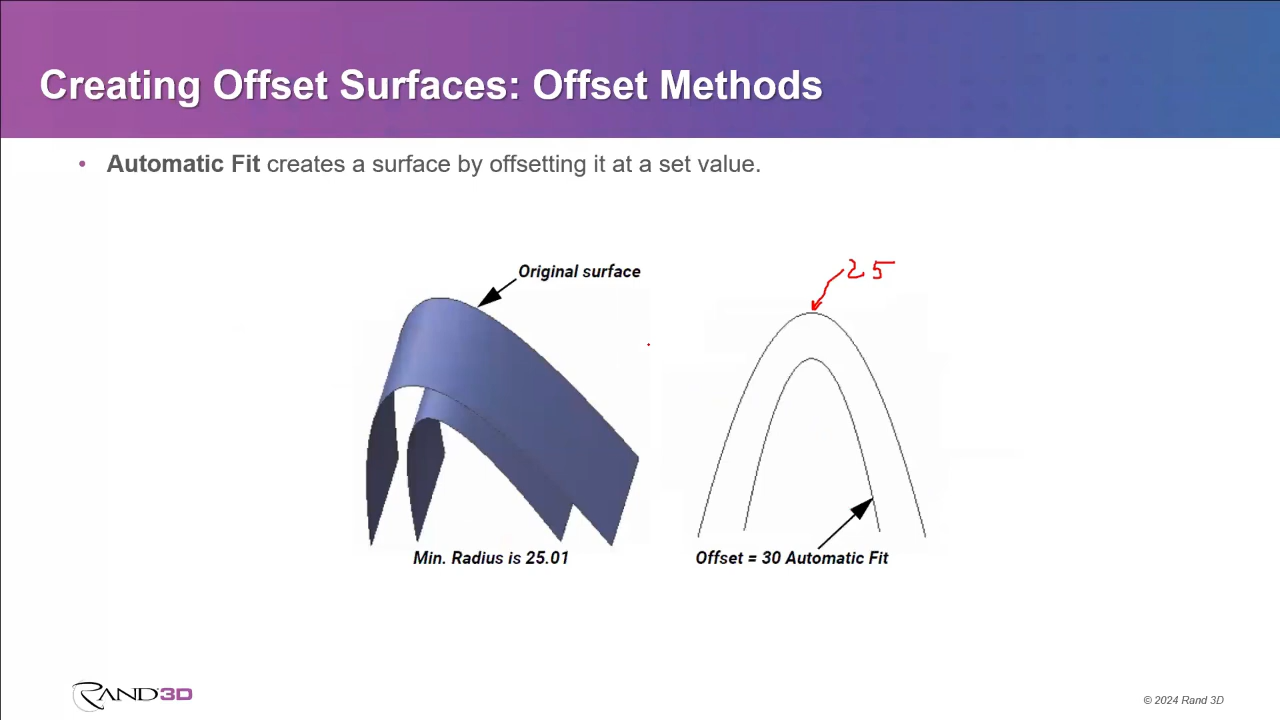 Creating Offset Surfaces: Offset Methods
• Automatic Fit creates a surface by offsetting it at a set value.
Original surface
25
Min. Radius is 25.01
Offset = 30 Automatic Fit
RAND3D
© 2024 Rand 3D